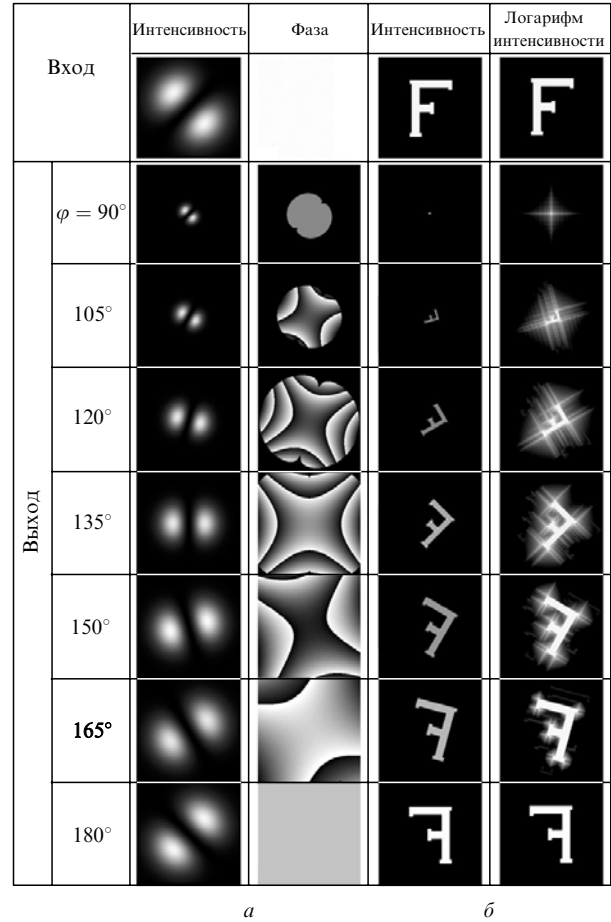 Вход
Интенсивность
Фаза
Интенсивность
Логарифм
интенсивности
F
F
Выход
φ = 90°
105°
120°
135°
150°
165°
180°
а
б